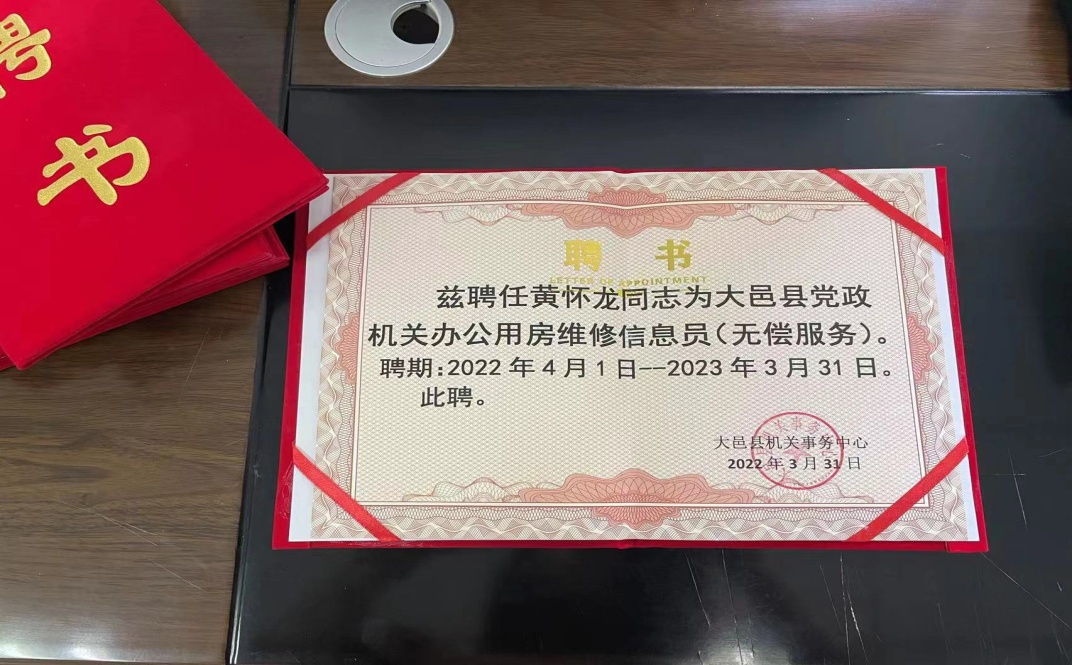 聘
书
聘 书
LETTER OF APPOINTMENT
兹聘任黄怀龙同志为大邑县党政
机关办公用房维修信息员（无偿服务）。
聘期：2022 年 4 月 1 日--2023 年 3 月 31 日。
此聘。
大邑县机关事务中心
2022 年 3 月 31 日